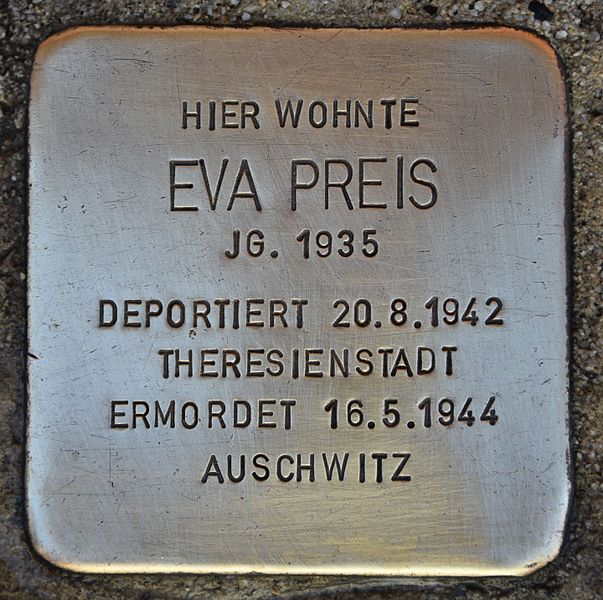 HIER WOHNTE
EVA PREIS
JG. 1935
DEPORTIERT 20.8.1942
THERESIENSTADT
ERMORDET 16.5.1944
AUSCHWITZ